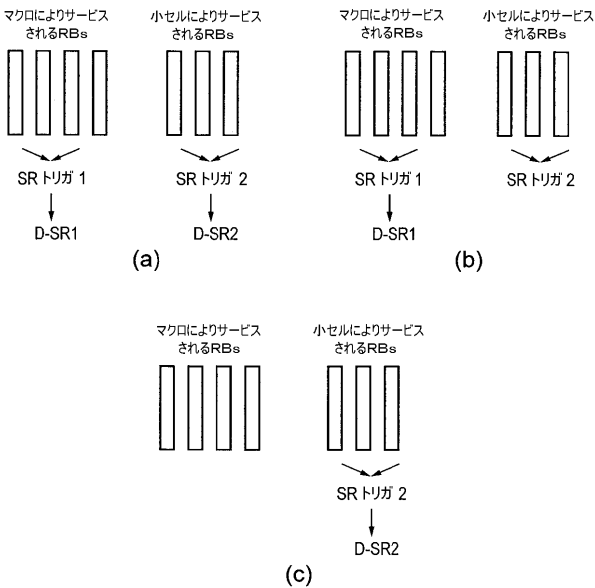 マクロによりサービス
されるRBs
小セルによりサービス
されるRBs
SR トリガ 1
SR トリガ 2
D-SR1
D-SR2
(a)
マクロによりサービス
されるRBs
小セルによりサービス
されるRBs
SR トリガ 1
SR トリガ 2
D-SR1
(b)
マクロによりサービス
されるRBs
小セルによりサービス
されるRBs
SR トリガ 2
D-SR2
(c)